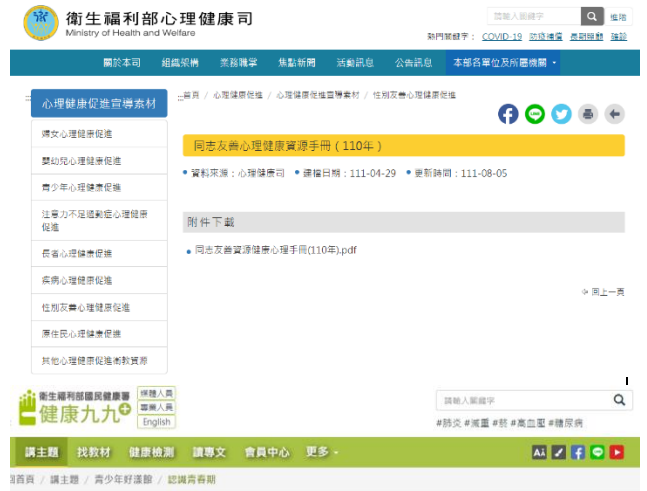 衛生福利部心理健康司
Ministry of Health and Welfare
請輸入關鍵字
進階
熱門關鍵字： COVID-19 防疫補償 長期照顧 確診
關於本司 組織架構 業務職掌 焦點新聞 活動訊息 公告訊息 本部各單位及所屬機關
心理健康促進宣導素材
首頁 / 心理健康促進 / 心理健康促進宣導素材 / 性別友善心理健康促進
婦女心理健康促進
嬰幼兒心理健康促進
青少年心理健康促進
注意力不足過動症心理健康
促進
長者心理健康促進
疾病心理健康促進
性別友善心理健康促進
原住民心理健康促進
其他心理健康促進衛教資源
同志友善心理健康資源手冊 ( 110年 )
資料來源：心理健康司 建檔日期：111-04-29 更新時間：111-08-05
附件下載
同志友善資源健康心理手冊(110年).pdf
回上一頁
衛生福利部國民健康署
健康九九
媒體人員
專業人員
English
請輸入關鍵字
#肺炎 #減重 #菸 #高血壓 #糖尿病
講主題 找教材 健康檢測 讀專文 會員中心 更多
回首頁 / 講主題 / 青少年好漾館 / 認識青春期